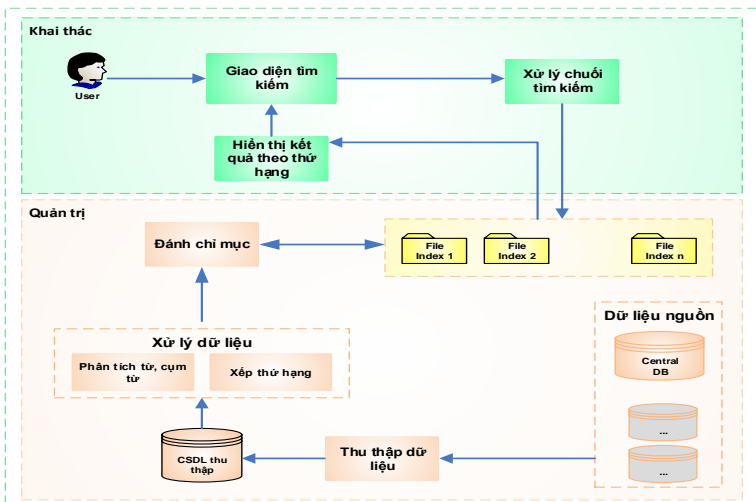 Khai thác
User
Giao diện tìm
kiếm
Xử lý chuỗi
tìm kiếm
Hiển thị kết
quả theo thứ
hạng
Quản trị
Đánh chỉ mục
File
Index 1
File
Index 2
File
Index n
Xử lý dữ liệu
Phân tích từ, cụm
từ
Xếp thứ hạng
Dữ liệu nguồn
Central
DB
...
...
CSDL thu
thập
Thu thập dữ
liệu